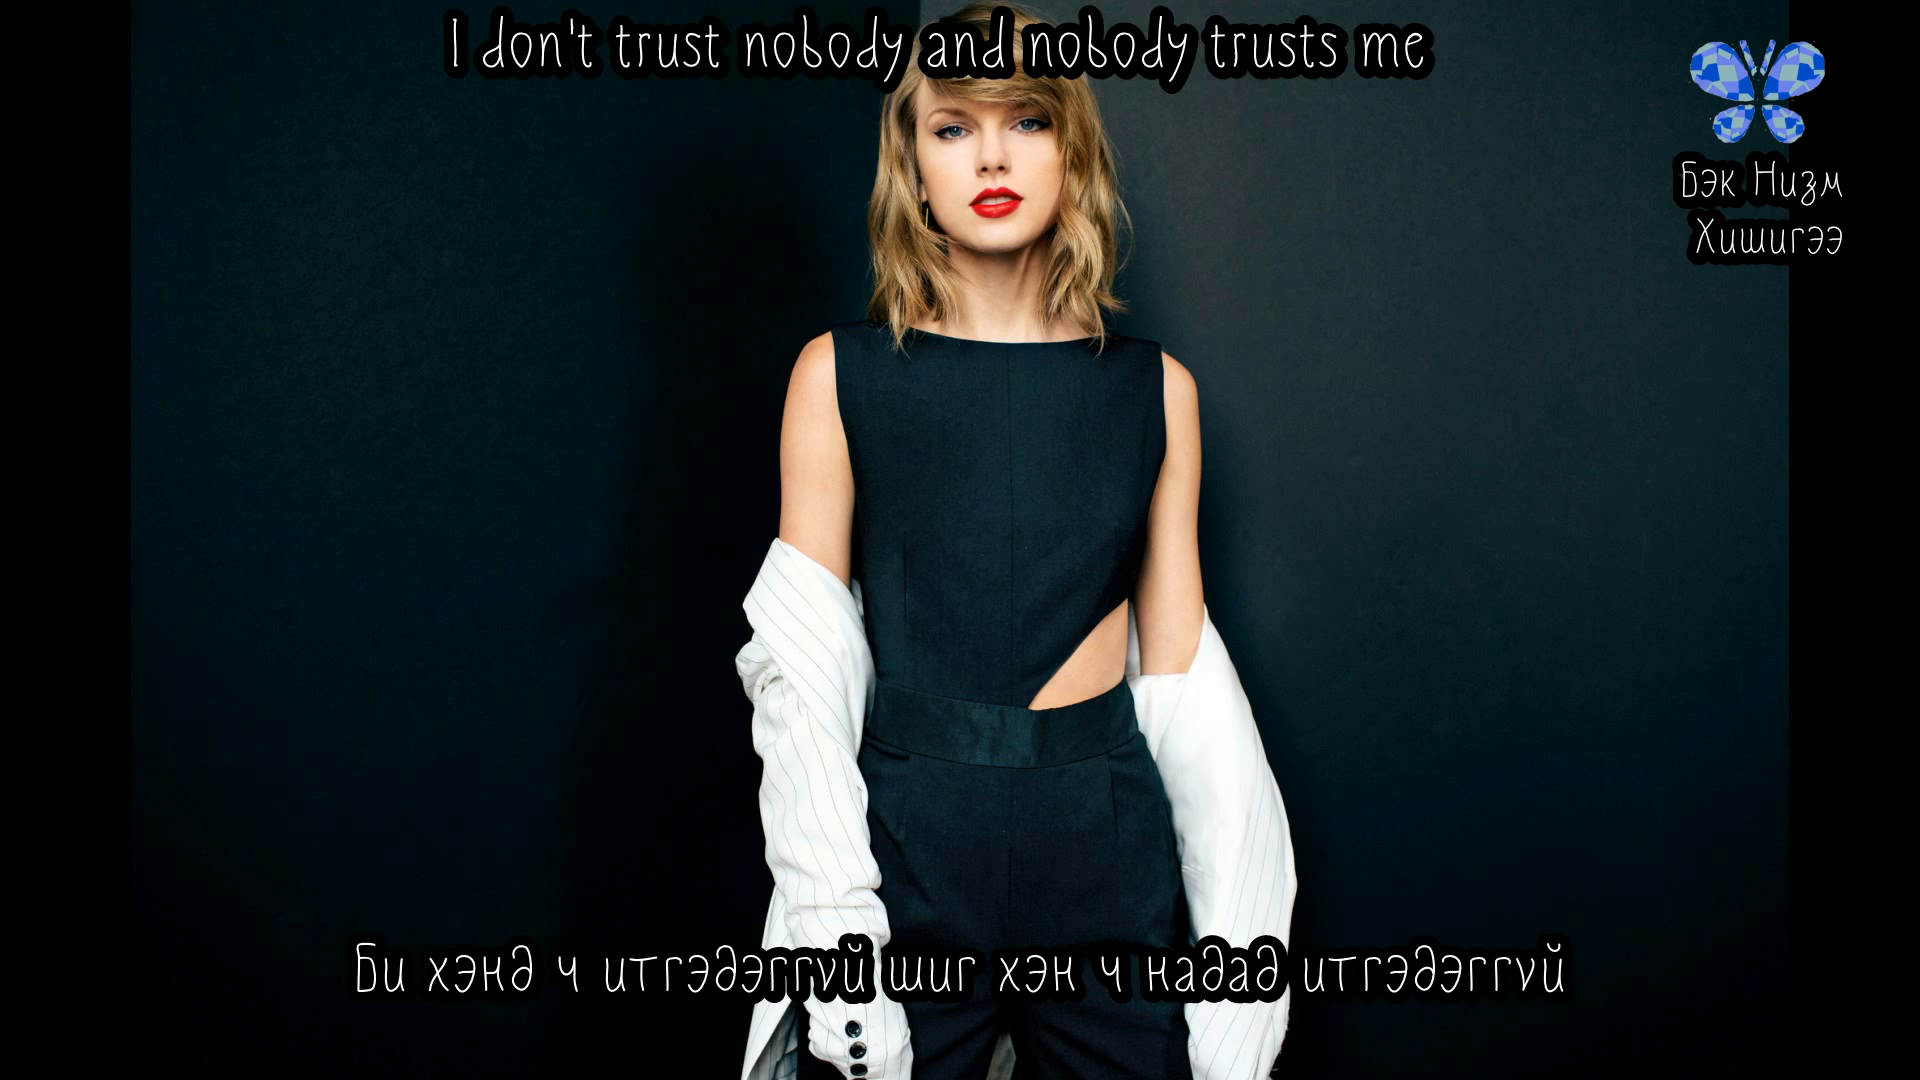 I don't trust nobody and nobody trusts me
Бэк Низм
Хишигээ
Би хэнд ч итгэдэггүй шиг хэн ч надад итгэдэггүй